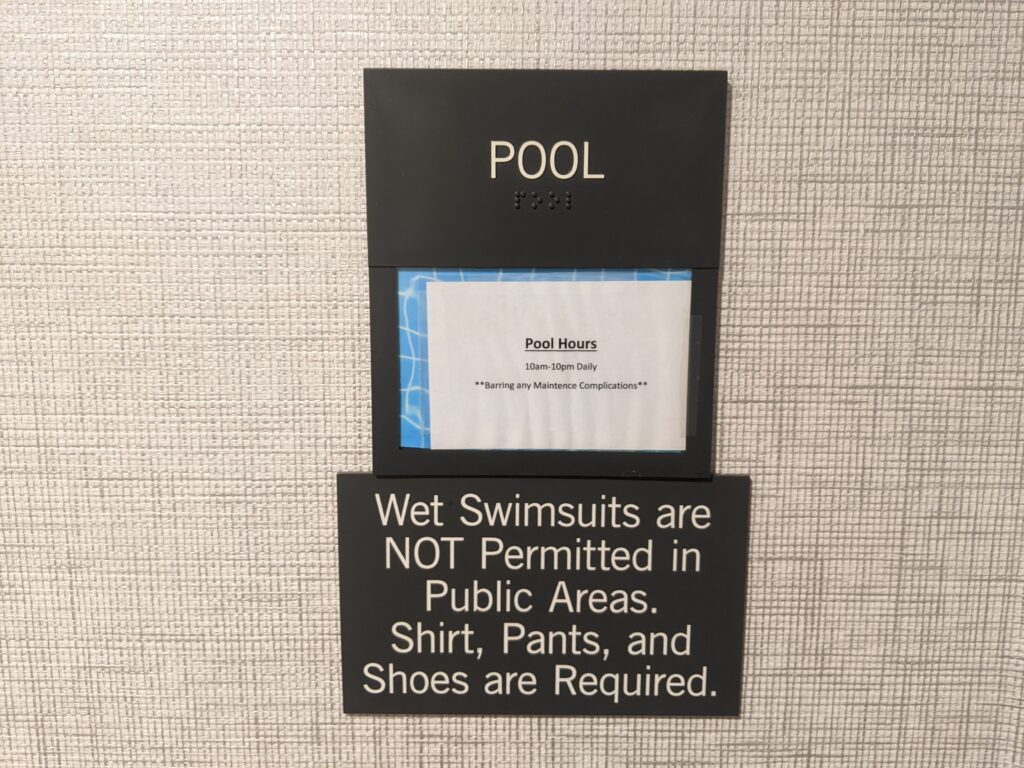 POOL
⠏⠕⠕⠇
Pool Hours
10am-10pm Daily
**Barring any Maintence Complications**
Wet Swimsuits are
NOT Permitted in
Public Areas.
Shirt, Pants, and
Shoes are Required.